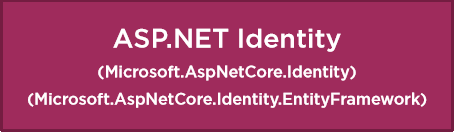 ASP.NET Identity
(Microsoft.AspNetCore.Identity)
(Microsoft.AspNetCore.Identity.EntityFramework)